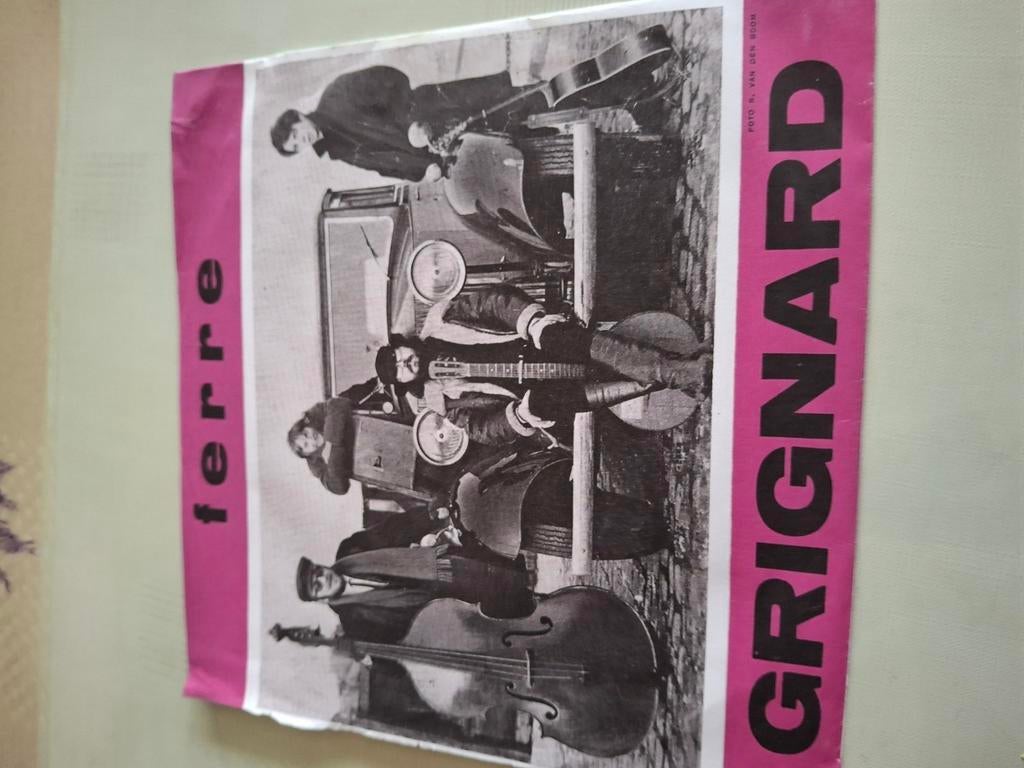 ferre
FOTO R. VAN DEN BOOM
GRIGNARD